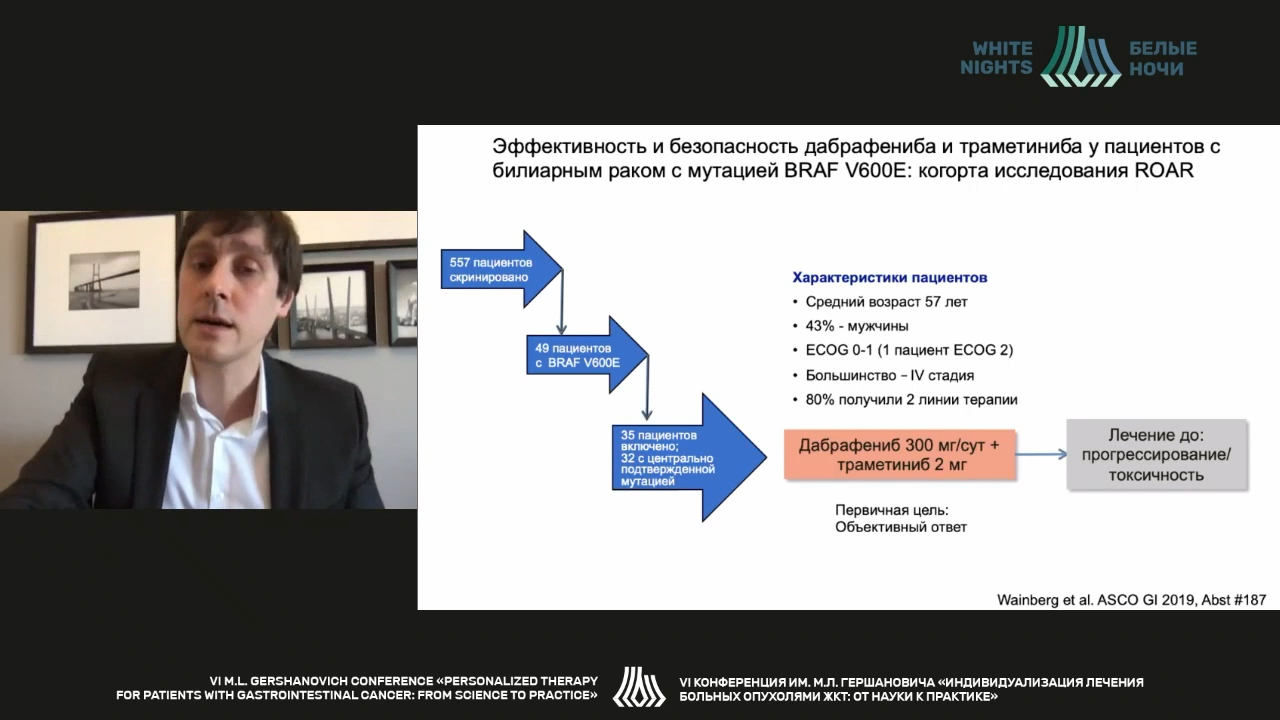 WHITE
NIGHTS
БЕЛЫЕ
НОЧИ
Эффективность и безопасность дабрафениба и траметиниба у пациентов с
билиарным раком с мутацией BRAF V600E: когорта исследования ROAR
557 пациентов
скринировано
49 пациентов
с BRAF V600E
35 пациентов
включено;
32 с центрально
подтвержденной
мутацией
Характеристики пациентов
• Средний возраст 57 лет
• 43% - мужчины
• ECOG 0-1 (1 пациент ECOG 2)
• Большинство – IV стадия
• 80% получили 2 линии терапии
Дабрафениб 300 мг/сут +
траметиниб 2 мг
Лечение до:
прогрессирование/
токсичность
Первичная цель:
Объективный ответ
Wainberg et al. ASCO GI 2019, Abst #187
VI M.L. GERSHANOVICH CONFERENCE «PERSONALIZED THERAPY
FOR PATIENTS WITH GASTROINTESTINAL CANCER: FROM SCIENCE TO PRACTICE»
VI КОНФЕРЕНЦИЯ ИМ. М.Л. ГЕРШАНОВИЧА «ИНДИВИДУАЛИЗАЦИЯ ЛЕЧЕНИЯ
БОЛЬНЫХ ОПУХОЛЯМИ ЖКТ: ОТ НАУКИ К ПРАКТИКЕ»